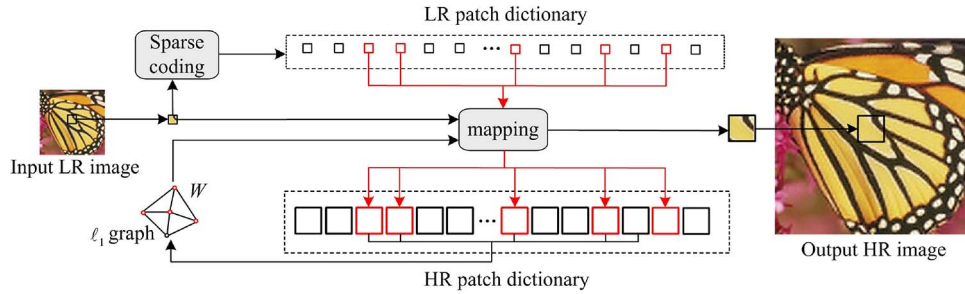 LR patch dictionary
Sparse
coding
...
mapping
Input LR image
W
ℓ₁ graph
...
HR patch dictionary
Output HR image